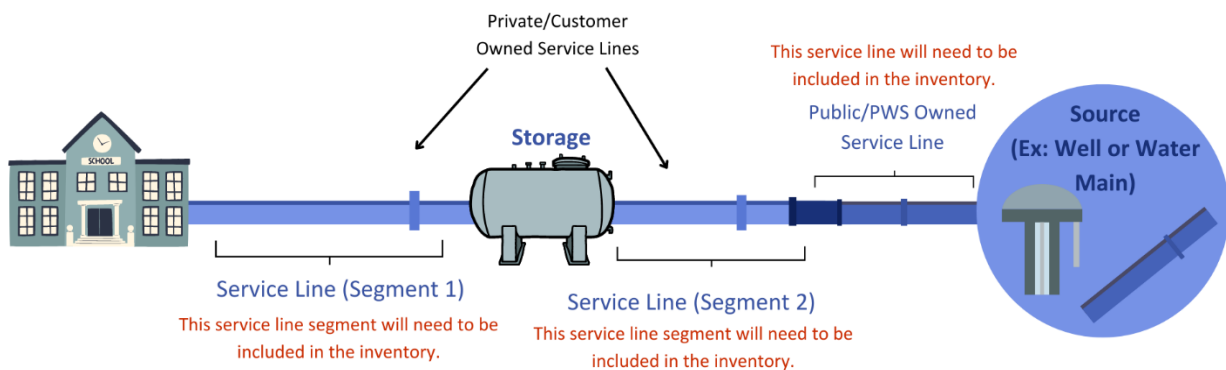 Private/Customer
Owned Service Lines
This service line will need to be
included in the inventory.
Public/PWS Owned
Service Line
Source
(Ex: Well or Water
Main)
Storage
SCHOOL
Service Line (Segment 1)
This service line segment will need to be
included in the inventory.
Service Line (Segment 2)
This service line segment will need to be
included in the inventory.